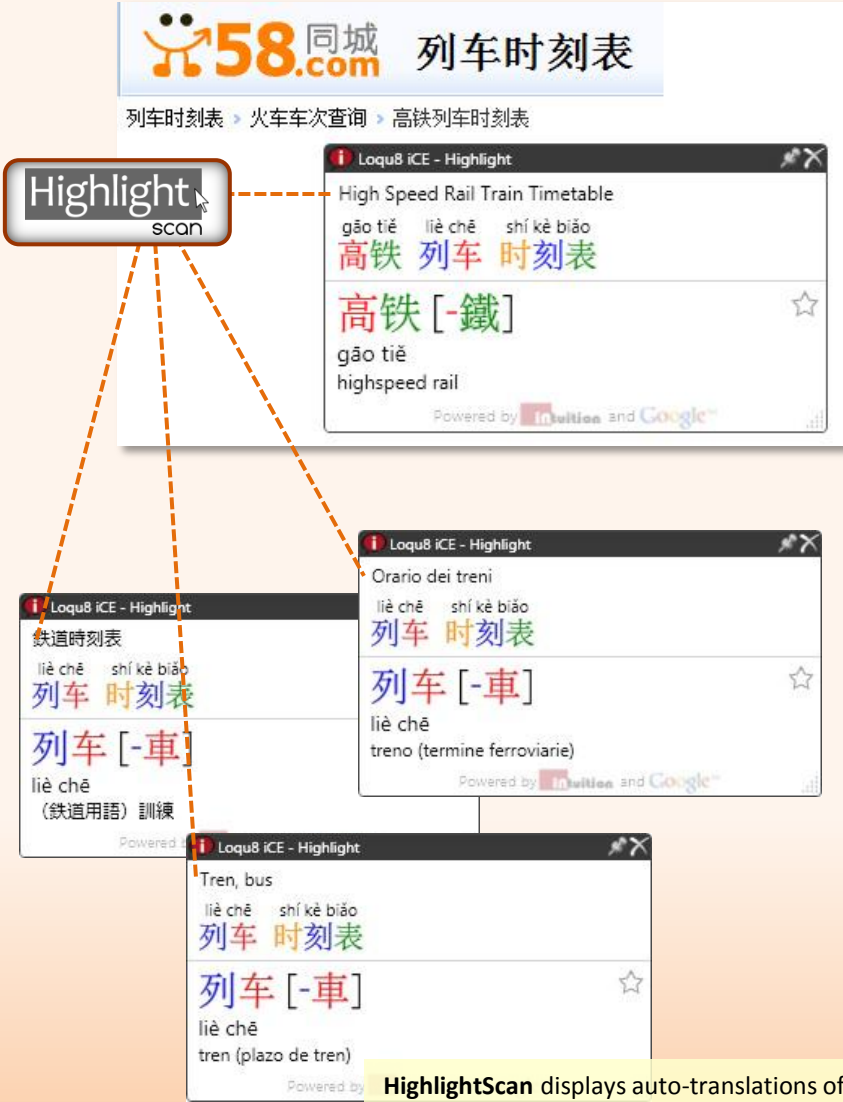 58同城.com 列车时刻表
列车时刻表 > 火车车次查询 > 高铁列车时刻表
Highlight
scan
i Loqu8 iCE - Highlight
High Speed Rail Train Timetable
gāo tiě liè chē shí kè biǎo
高铁 列车 时刻表
高铁 [-鐵]
gāo tiě
highspeed rail
Powered by Intuition and Google™
i Loqu8 iCE - Highlight
Orario dei treni
liè chē shí kè biǎo
列车 时刻表
列车 [-車]
liè chē
treno (termine ferroviarie)
Powered by Intuition and Google™
i Loqu8 iCE - Highlight
鉄道時刻表
liè chē shí kè biǎo
列车 时刻表
列车 [-車]
liè chē
（鉄道用語）訓練
Powered
i Loqu8 iCE - Highlight
Tren, bus
liè chē shí kè biǎo
列车 时刻表
列车 [-車]
liè chē
tren (plazo de tren)
Powered by
HighlightScan displays auto-translations of